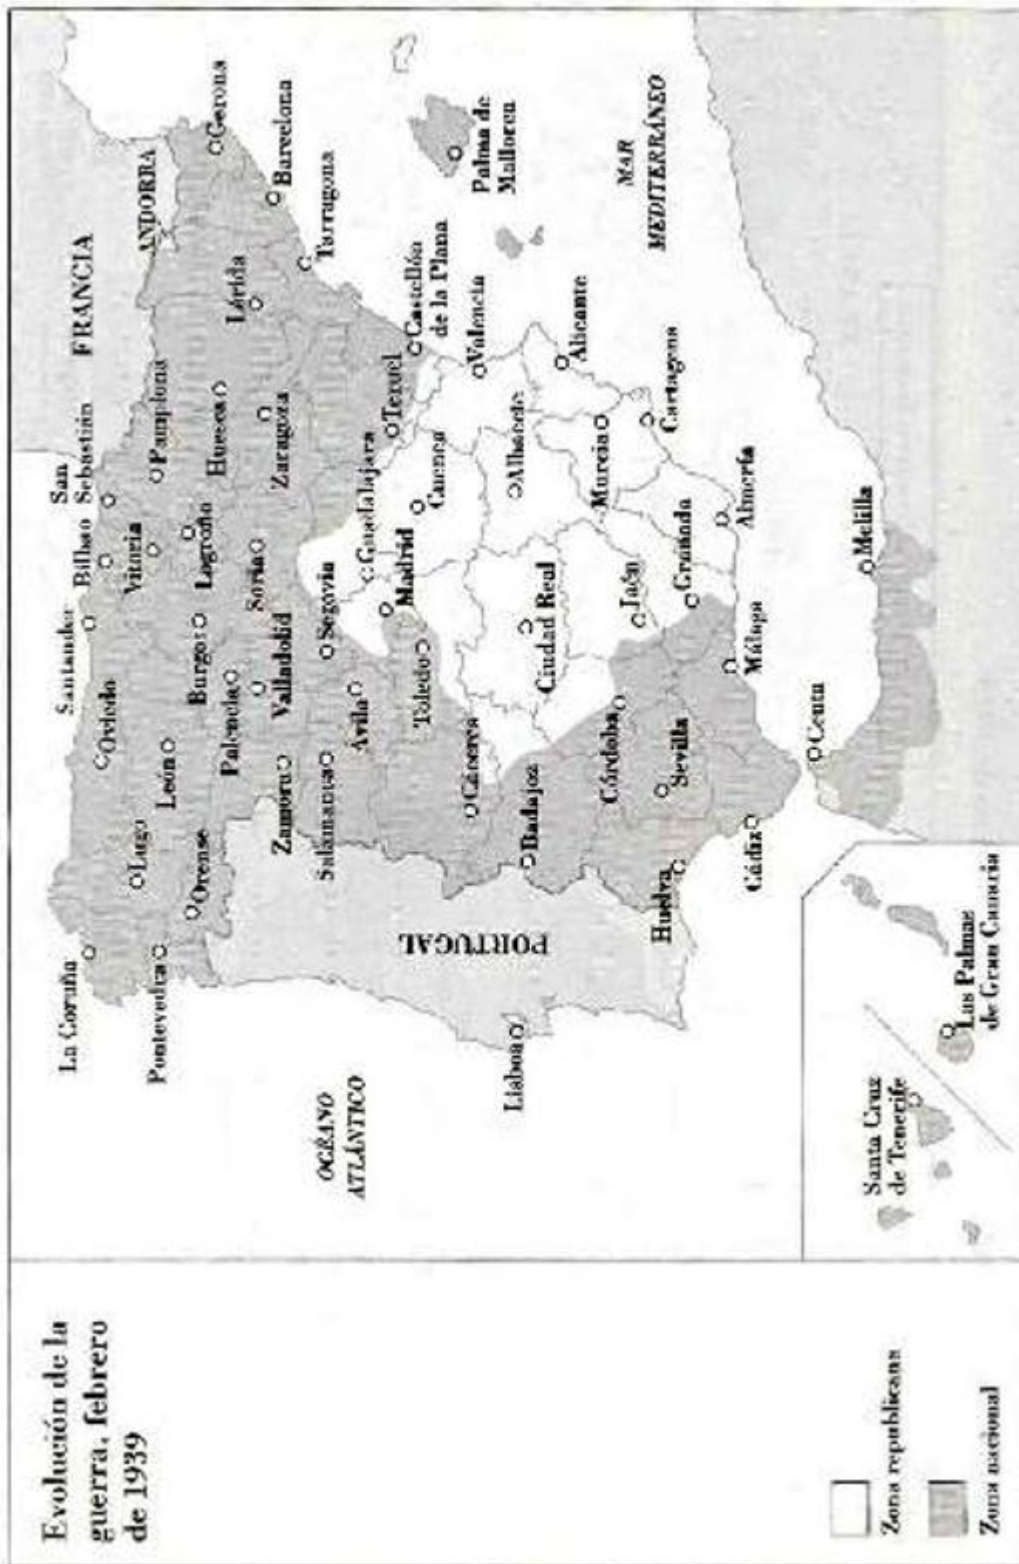 Evolución de la
guerra, febrero
de 1939
Zona republicana
Zona nacional
FRANCIA
ANDORRA
PORTUGAL
OCÉANO
ATLÁNTICO
MAR
MEDITERRÁNEO
La Coruña
Lugo
Pontevedra
Orense
Oviedo
Santander
Bilbao
San
Sebastián
Vitoria
Pamplona
León
Burgos
Logroño
Palencia
Huesca
Lérida
Gerona
Barcelona
Tarragona
Zamora
Valladolid
Soria
Zaragoza
Salamanca
Ávila
Segovia
Guadalajara
Madrid
Teruel
Castellón
de la Plana
Toledo
Cuenca
Valencia
Palma de
Mallorca
Cáceres
Badajoz
Ciudad Real
Albacete
Alicante
Lisboa
Córdoba
Jaén
Murcia
Cartagena
Huelva
Sevilla
Granada
Almería
Cádiz
Málaga
Ceuta
Melilla
Santa Cruz
de Tenerife
Las Palmas
de Gran Canaria